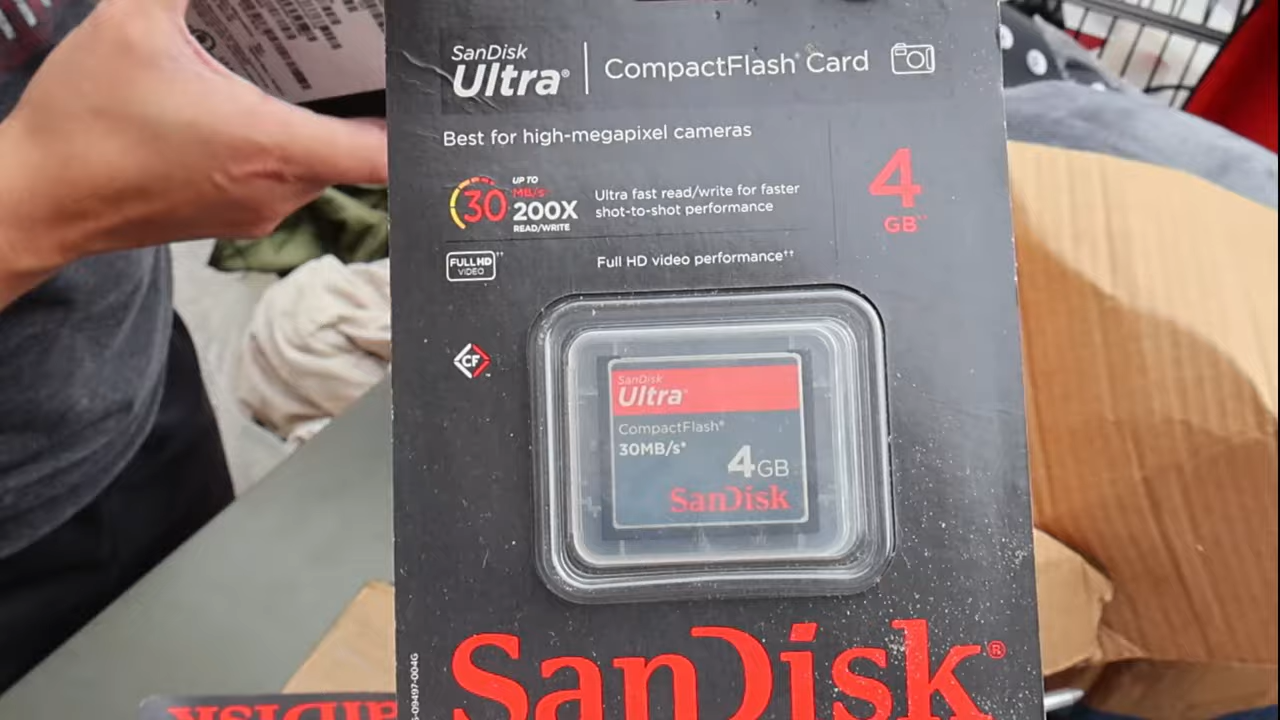 SanDisk
Ultra®
CompactFlash® Card
Best for high-megapixel cameras
30
UP TO
MB/s*
200X
READ/WRITE
Ultra fast read/write for faster
shot-to-shot performance
4
GB**
FULL HD
VIDEO
††
Full HD video performance††
CF
™
SanDisk
Ultra®
CompactFlash®
30MB/s*
4GB
SanDisk
SanDisk®
SanDisk